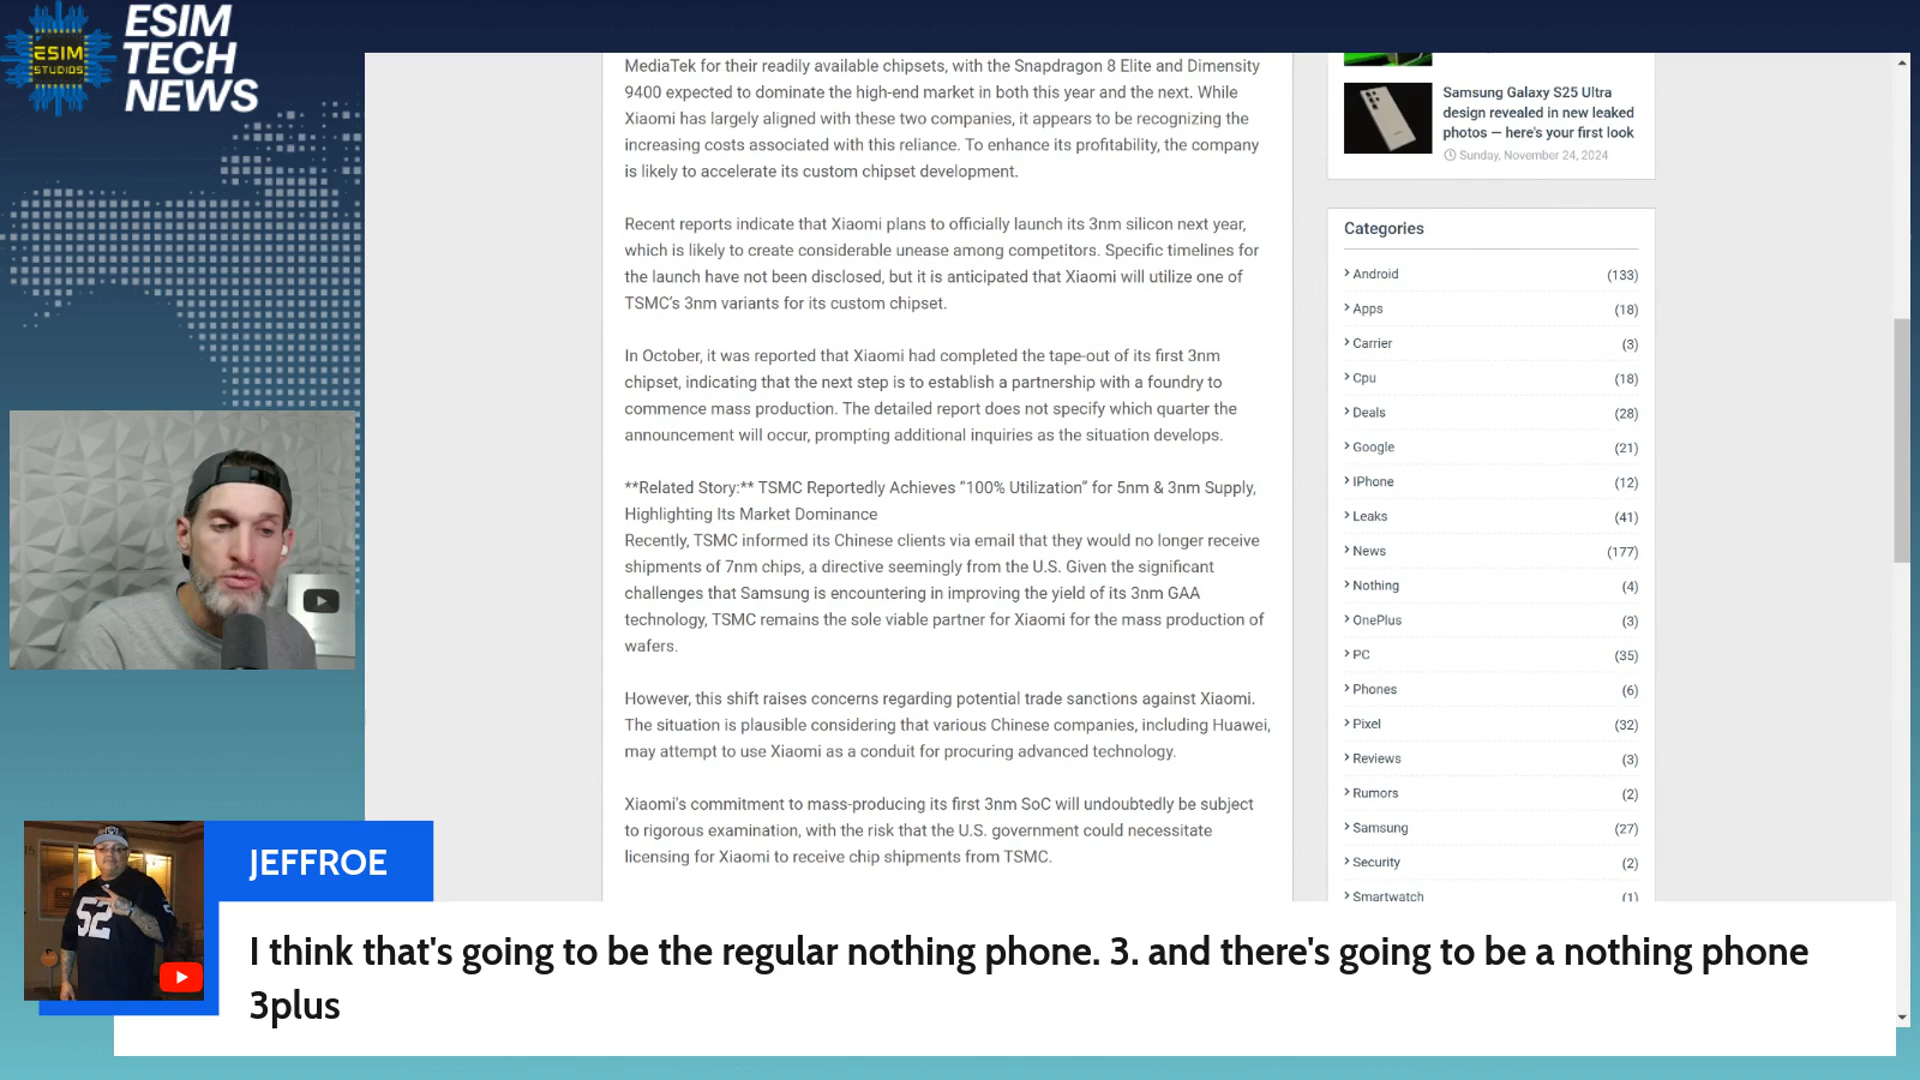 ESIM
TECH
NEWS
ESIM
STUDIOS
MediaTek for their readily available chipsets, with the Snapdragon 8 Elite and Dimensity
9400 expected to dominate the high-end market in both this year and the next. While
Xiaomi has largely aligned with these two companies, it appears to be recognizing the
increasing costs associated with this reliance. To enhance its profitability, the company
is likely to accelerate its custom chipset development.
Recent reports indicate that Xiaomi plans to officially launch its 3nm silicon next year,
which is likely to create considerable unease among competitors. Specific timelines for
the launch have not been disclosed, but it is anticipated that Xiaomi will utilize one of
TSMC's 3nm variants for its custom chipset.
In October, it was reported that Xiaomi had completed the tape-out of its first 3nm
chipset, indicating that the next step is to establish a partnership with a foundry to
commence mass production. The detailed report does not specify which quarter the
announcement will occur, prompting additional inquiries as the situation develops.
**Related Story:** TSMC Reportedly Achieves “100% Utilization” for 5nm & 3nm Supply,
Highlighting Its Market Dominance
Recently, TSMC informed its Chinese clients via email that they would no longer receive
shipments of 7nm chips, a directive seemingly from the U.S. Given the significant
challenges that Samsung is encountering in improving the yield of its 3nm GAA
technology, TSMC remains the sole viable partner for Xiaomi for the mass production of
wafers.
However, this shift raises concerns regarding potential trade sanctions against Xiaomi.
The situation is plausible considering that various Chinese companies, including Huawei,
may attempt to use Xiaomi as a conduit for procuring advanced technology.
Xiaomi's commitment to mass-producing its first 3nm SoC will undoubtedly be subject
to rigorous examination, with the risk that the U.S. government could necessitate
licensing for Xiaomi to receive chip shipments from TSMC.
Samsung Galaxy S25 Ultra
design revealed in new leaked
photos — here's your first look
Sunday, November 24, 2024
Categories
Android (133)
Apps (18)
Carrier (3)
Cpu (18)
Deals (28)
Google (21)
IPhone (12)
Leaks (41)
News (177)
Nothing (4)
OnePlus (3)
PC (35)
Phones (6)
Pixel (32)
Reviews (3)
Rumors (2)
Samsung (27)
Security (2)
Smartwatch (1)
52
JEFFROE
I think that's going to be the regular nothing phone. 3. and there's going to be a nothing phone
3plus